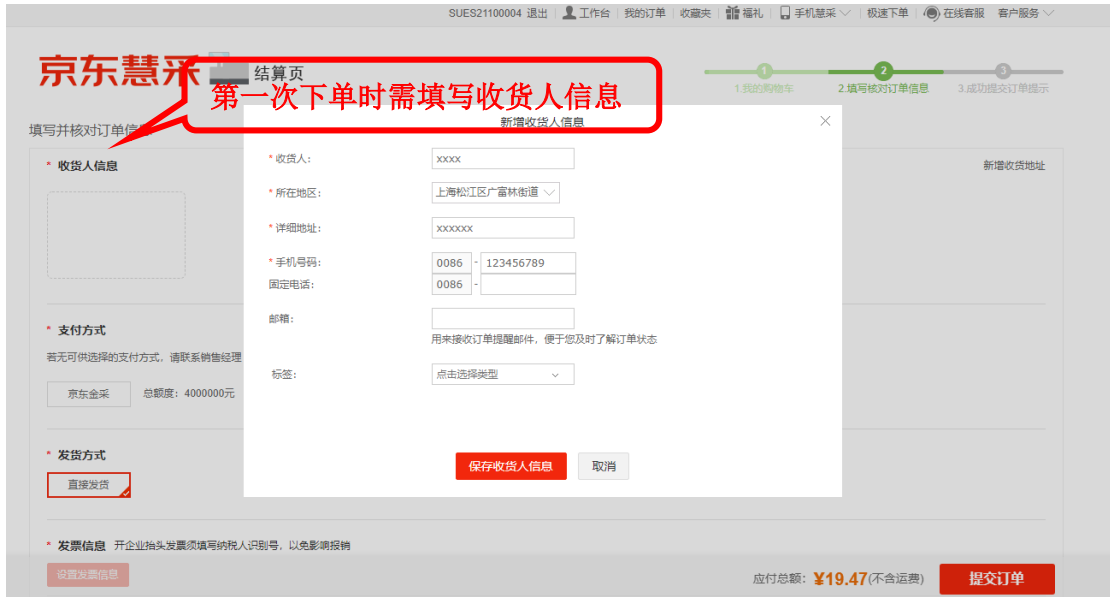 SUES21100004 退出 工作台 我的订单 收藏夹 福礼 手机慧采 极速下单 在线客服 客户服务
京东慧采 结算页
第一次下单时需填写收货人信息
1 2 3
1.我的购物车 2.填写核对订单信息 3.成功提交订单提示
填写并核对订单信
新增收货人信息
* 收货人信息
新增收货地址
* 收货人: xxxx
* 所在地区: 上海松江区广富林街道
* 详细地址: xxxxxx
* 手机号码: 0086 - 123456789
固定电话: 0086 -
邮箱:
用来接收订单提醒邮件，便于您及时了解订单状态
标签: 点击选择类型
保存收货人信息 取消
* 支付方式
若无可供选择的支付方式，请联系销售经理
京东金采 总额度：4000000元
* 发货方式
直接发货
* 发票信息 开企业抬头发票须填写纳税人识别号，以免影响报销
设置发票信息
应付总额：¥19.47(不含运费) 提交订单